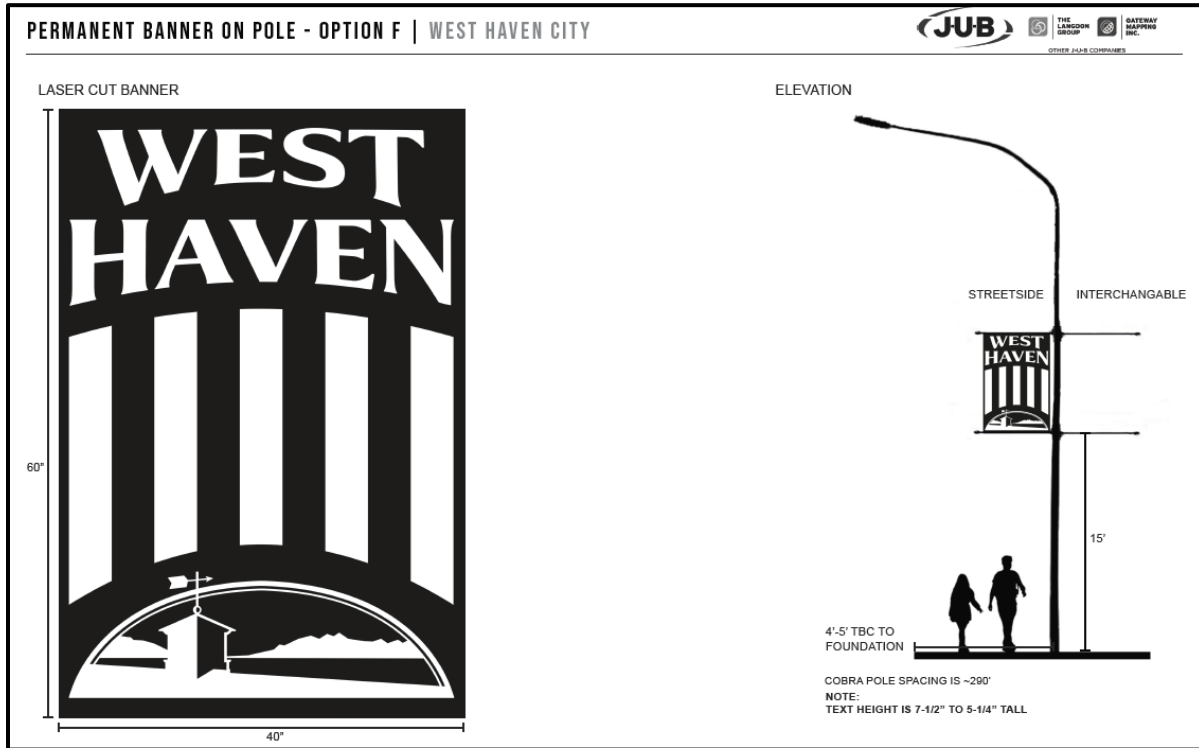 PERMANENT BANNER ON POLE - OPTION F | WEST HAVEN CITY
J-U-B
THE
LANGDON
GROUP
GATEWAY
MAPPING
INC.
OTHER J-U-B COMPANIES
LASER CUT BANNER
WEST
HAVEN
60"
40"
ELEVATION
STREETSIDE
INTERCHANGABLE
WEST
HAVEN
15'
4'-5' TBC TO
FOUNDATION
COBRA POLE SPACING IS ~290'
NOTE:
TEXT HEIGHT IS 7-1/2" TO 5-1/4" TALL